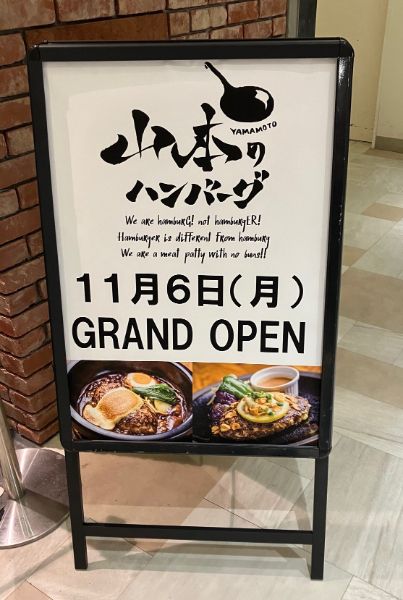 YAMAMOTO
山本の
ハンバーグ
We are hamburG! not hamburgER!
Hamburger is different from hamburg
We are a meat patty with no buns!!
11月6日(月)
GRAND OPEN